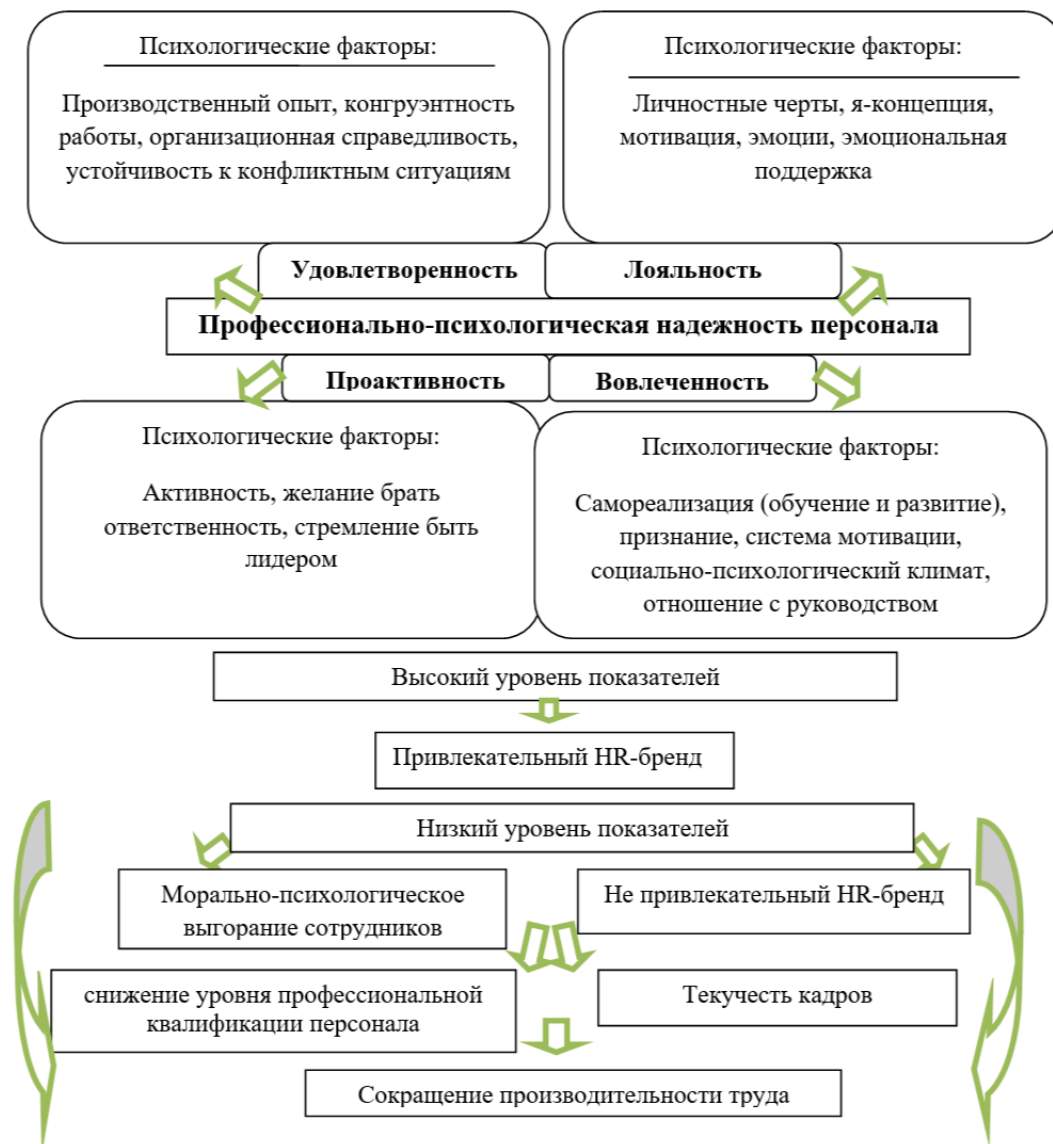 Психологические факторы:
Производственный опыт, конгруэнтность
работы, организационная справедливость,
устойчивость к конфликтным ситуациям
Психологические факторы:
Личностные черты, я-концепция,
мотивация, эмоции, эмоциональная
поддержка
Удовлетворенность
Лояльность
Профессионально-психологическая надежность персонала
Проактивность
Вовлеченность
Психологические факторы:
Активность, желание брать
ответственность, стремление быть
лидером
Психологические факторы:
Самореализация (обучение и развитие),
признание, система мотивации,
социально-психологический климат,
отношение с руководством
Высокий уровень показателей
Привлекательный HR-бренд
Низкий уровень показателей
Морально-психологическое
выгорание сотрудников
Не привлекательный HR-бренд
снижение уровня профессиональной
квалификации персонала
Текучесть кадров
Сокращение производительности труда